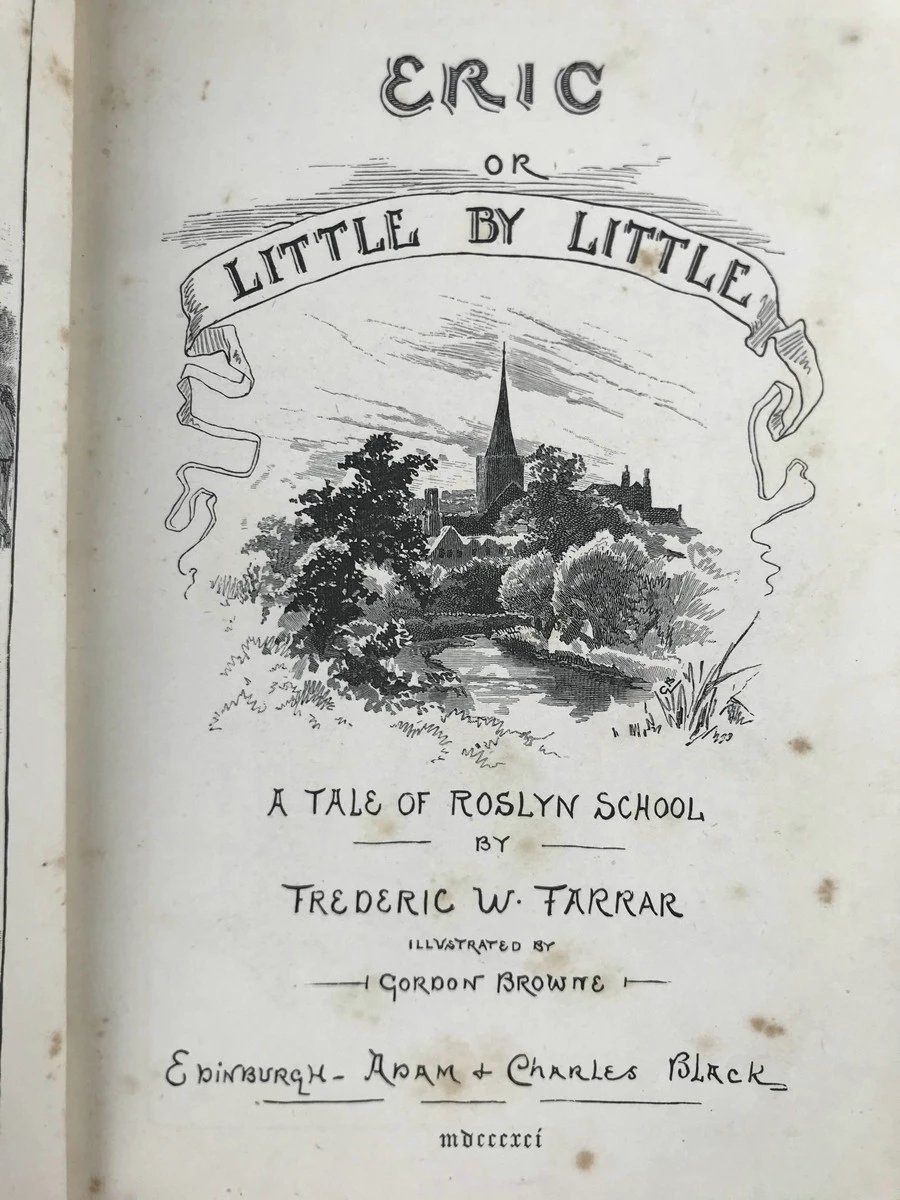 ERIC
OR
LITTLE BY LITTLE
GB
A TALE OF ROSLYN SCHOOL
BY
FREDERIC W. FARRAR
ILLUSTRATED BY
GORDON BROWNE
EDINBURGH - ADAM & CHARLES BLACK
mdcccxci